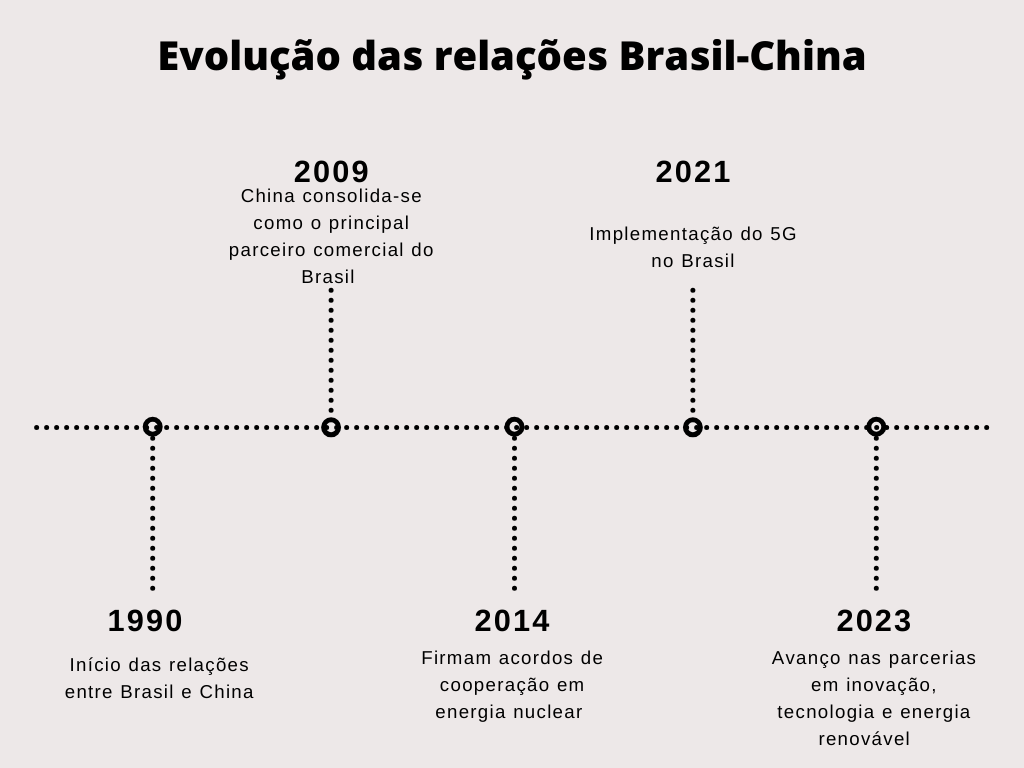 Evolução das relações Brasil-China
2009
China consolida-se
como o principal
parceiro comercial do
Brasil
2021
Implementação do 5G
no Brasil
1990
Início das relações
entre Brasil e China
2014
Firmam acordos de
cooperação em
energia nuclear
2023
Avanço nas parcerias
em inovação,
tecnologia e energia
renovável